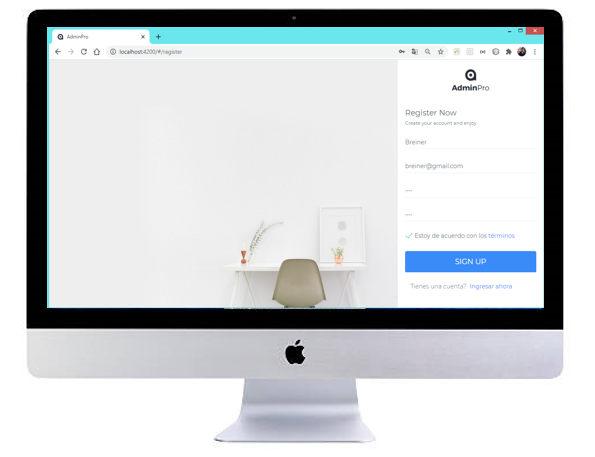 AdminPro
localhost:4200/#/register
AdminPro
Register Now
Create your account and enjoy
Breiner
breiner@gmail.com
Estoy de acuerdo con los términos
SIGN UP
Tienes una cuenta? Ingresar ahora